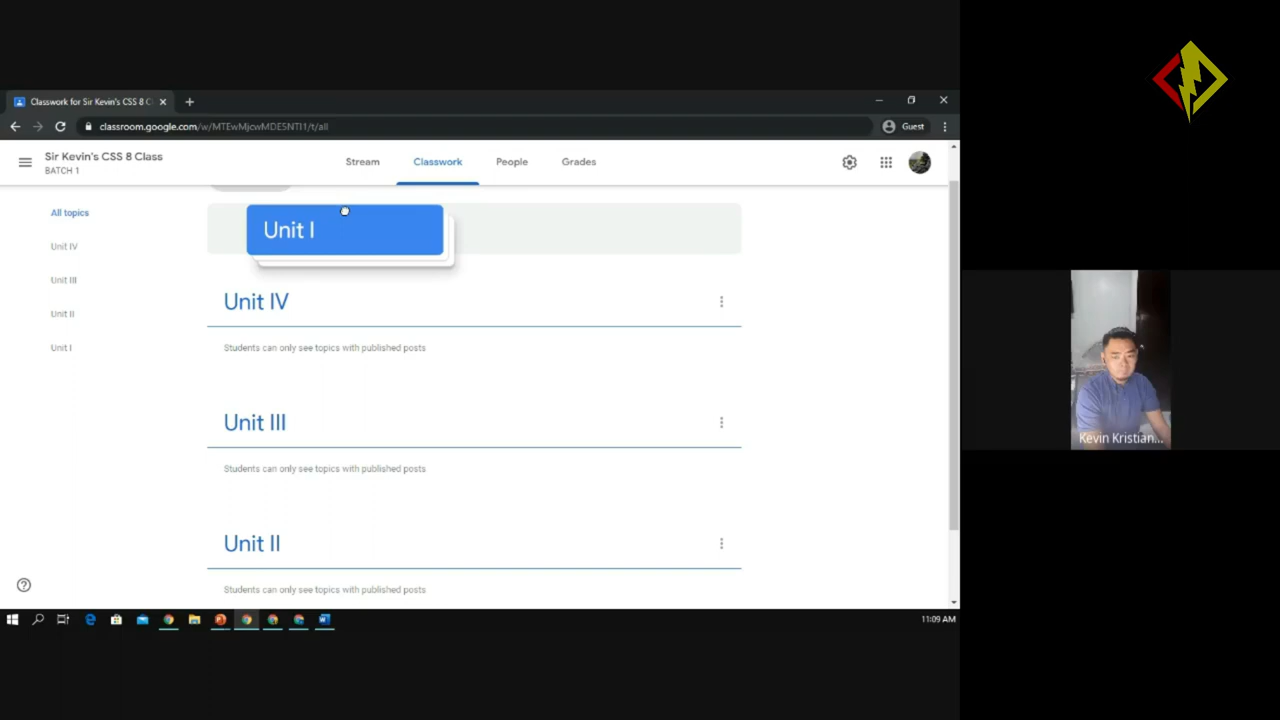 Classwork for Sir Kevin's CSS 8 C
classroom.google.com/w/MTEwMjcwMDE5NTI1/t/all
Guest
Sir Kevin's CSS 8 Class
BATCH 1
Stream
Classwork
People
Grades
All topics
Unit IV
Unit III
Unit II
Unit I
Unit I
Unit IV
Students can only see topics with published posts
Unit III
Students can only see topics with published posts
Unit II
Students can only see topics with published posts
11:09 AM
Kevin Kristian...